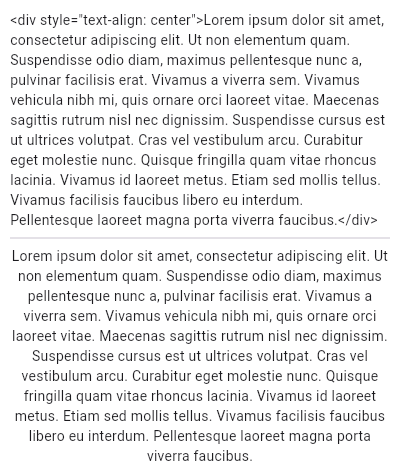 <div style="text-align: center">Lorem ipsum dolor sit amet,
consectetur adipiscing elit. Ut non elementum quam.
Suspendisse odio diam, maximus pellentesque nunc a,
pulvinar facilisis erat. Vivamus a viverra sem. Vivamus
vehicula nibh mi, quis ornare orci laoreet vitae. Maecenas
sagittis rutrum nisl nec dignissim. Suspendisse cursus est
ut ultrices volutpat. Cras vel vestibulum arcu. Curabitur
eget molestie nunc. Quisque fringilla quam vitae rhoncus
lacinia. Vivamus id laoreet metus. Etiam sed mollis tellus.
Vivamus facilisis faucibus libero eu interdum.
Pellentesque laoreet magna porta viverra faucibus.</div>
Lorem ipsum dolor sit amet, consectetur adipiscing elit. Ut
non elementum quam. Suspendisse odio diam, maximus
pellentesque nunc a, pulvinar facilisis erat. Vivamus a
viverra sem. Vivamus vehicula nibh mi, quis ornare orci
laoreet vitae. Maecenas sagittis rutrum nisl nec dignissim.
Suspendisse cursus est ut ultrices volutpat. Cras vel
vestibulum arcu. Curabitur eget molestie nunc. Quisque
fringilla quam vitae rhoncus lacinia. Vivamus id laoreet
metus. Etiam sed mollis tellus. Vivamus facilisis faucibus
libero eu interdum. Pellentesque laoreet magna porta
viverra faucibus.